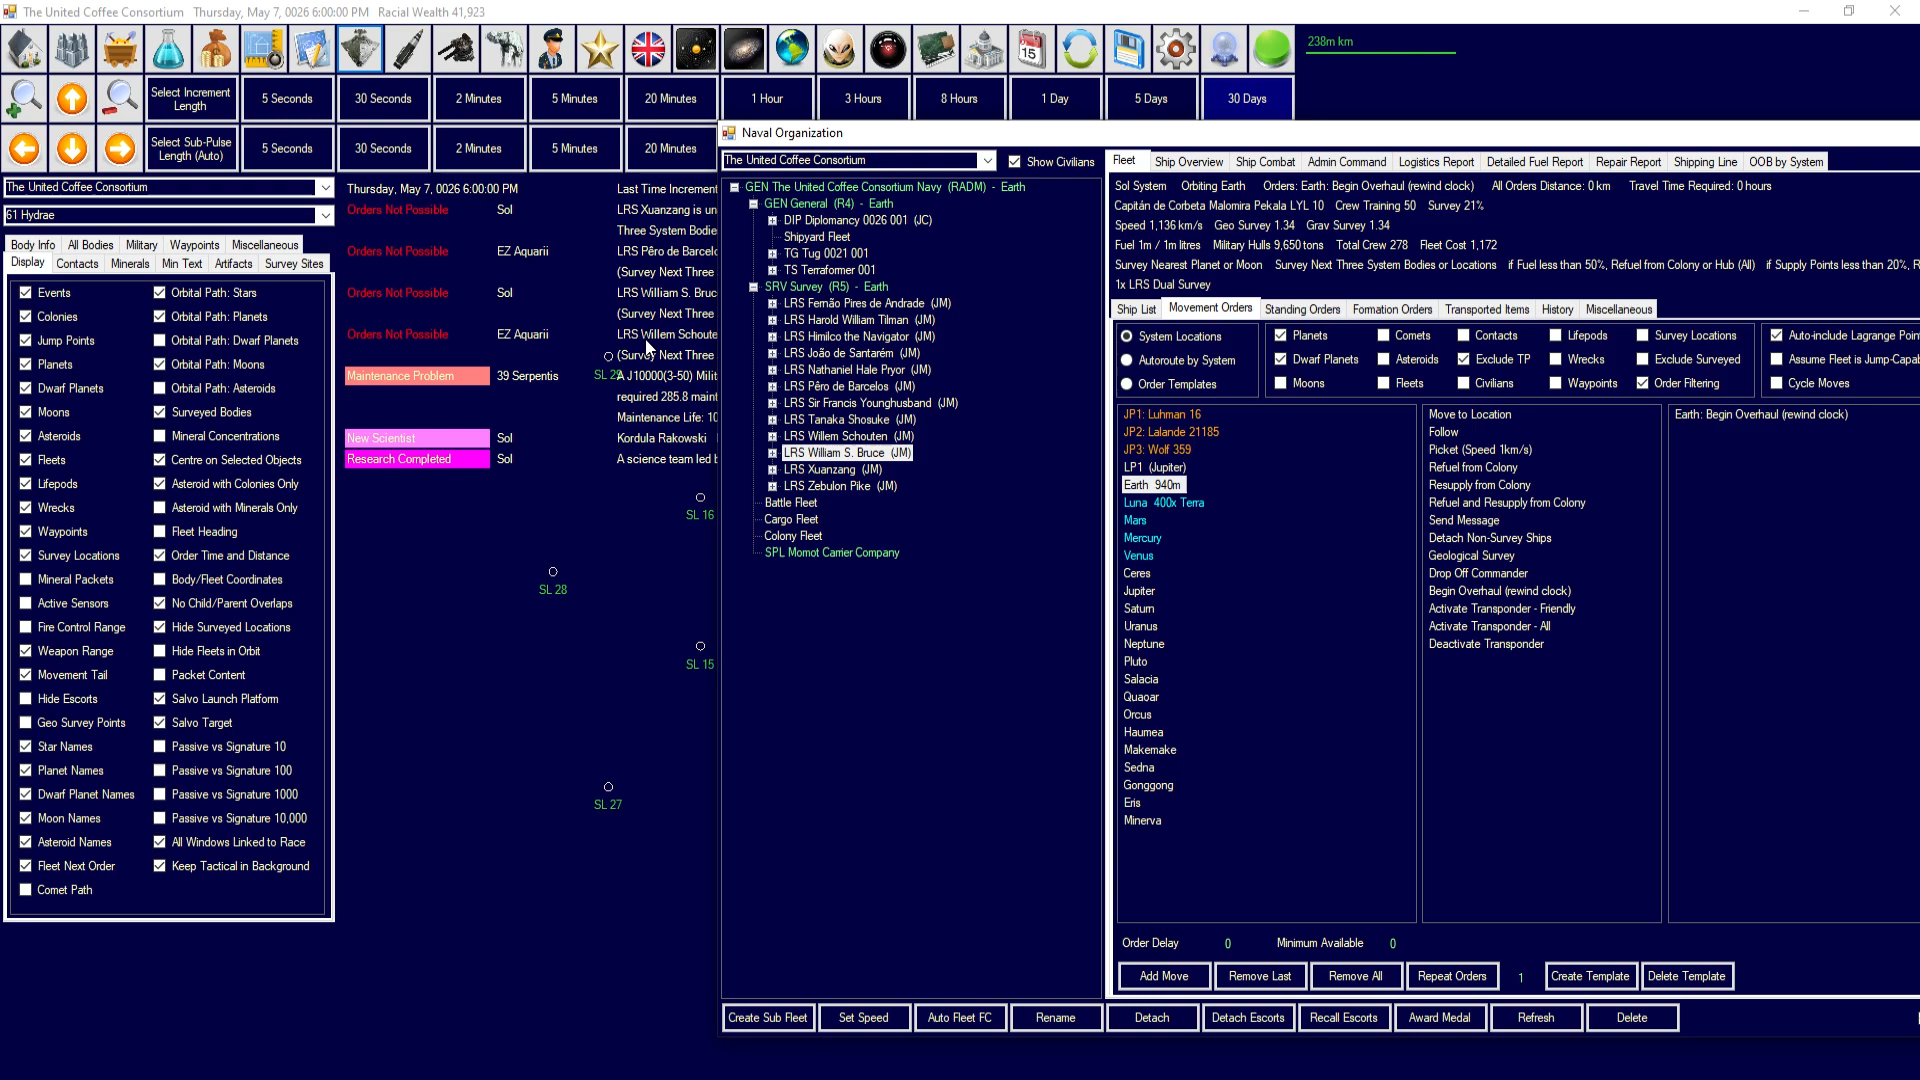 The United Coffee Consortium   Thursday, May 7, 0026 6:00:00 PM   Racial Wealth 41,923
238m km
Select Increment Length
5 Seconds
30 Seconds
2 Minutes
5 Minutes
20 Minutes
1 Hour
3 Hours
8 Hours
1 Day
5 Days
30 Days
Select Sub-Pulse Length (Auto)
5 Seconds
30 Seconds
2 Minutes
5 Minutes
20 Minutes
The United Coffee Consortium
61 Hydrae
Body Info   All Bodies   Military   Waypoints   Miscellaneous
Display   Contacts   Minerals   Min Text   Artifacts   Survey Sites
Events   Orbital Path: Stars
Colonies   Orbital Path: Planets
Jump Points   Orbital Path: Dwarf Planets
Planets   Orbital Path: Moons
Dwarf Planets   Orbital Path: Asteroids
Moons   Surveyed Bodies
Asteroids   Mineral Concentrations
Fleets   Centre on Selected Objects
Lifepods   Asteroid with Colonies Only
Wrecks   Asteroid with Minerals Only
Waypoints   Fleet Heading
Survey Locations   Order Time and Distance
Mineral Packets   Body/Fleet Coordinates
Active Sensors   No Child/Parent Overlaps
Fire Control Range   Hide Surveyed Locations
Weapon Range   Hide Fleets in Orbit
Movement Tail   Packet Content
Hide Escorts   Salvo Launch Platform
Geo Survey Points   Salvo Target
Star Names   Passive vs Signature 10
Planet Names   Passive vs Signature 100
Dwarf Planet Names   Passive vs Signature 1000
Moon Names   Passive vs Signature 10,000
Asteroid Names   All Windows Linked to Race
Fleet Next Order   Keep Tactical in Background
Comet Path
Thursday, May 7, 0026 6:00:00 PM   Last Time Increment
Orders Not Possible   Sol   LRS Xuanzang is un
Three System Bodie
Orders Not Possible   EZ Aquarii   LRS Pêro de Barcelo
(Survey Next Three
Orders Not Possible   Sol   LRS William S. Bruc
(Survey Next Three
Orders Not Possible   EZ Aquarii   LRS Willem Schoute
(Survey Next Three
Maintenance Problem   39 Serpentis   A J10000(3-50) Milit
required 285.8 maint
Maintenance Life: 10
New Scientist   Sol   Kordula Rakowski
Research Completed   Sol   A science team led b
SL 16
SL 28
SL 15
SL 27
Naval Organization
The United Coffee Consortium   Show Civilians
GEN The United Coffee Consortium Navy (RADM) - Earth
GEN General (R4) - Earth
DIP Diplomancy 0026 001 (JC)
Shipyard Fleet
TG Tug 0021 001
TS Terraformer 001
SRV Survey (R5) - Earth
LRS Fernão Pires de Andrade (JM)
LRS Harold William Tilman (JM)
LRS Himilco the Navigator (JM)
LRS João de Santarém (JM)
LRS Nathaniel Hale Pryor (JM)
LRS Pêro de Barcelos (JM)
LRS Sir Francis Younghusband (JM)
LRS Tanaka Shosuke (JM)
LRS Willem Schouten (JM)
LRS William S. Bruce (JM)
LRS Xuanzang (JM)
LRS Zebulon Pike (JM)
Battle Fleet
Cargo Fleet
Colony Fleet
SPL Momot Carrier Company
Fleet   Ship Overview   Ship Combat   Admin Command   Logistics Report   Detailed Fuel Report   Repair Report   Shipping Line   OOB by System
Sol System   Orbiting Earth   Orders: Earth: Begin Overhaul (rewind clock)   All Orders Distance: 0 km   Travel Time Required: 0 hours
Capitán de Corbeta Malomira Pekala LYL 10   Crew Training 50   Survey 21%
Speed 1,136 km/s   Geo Survey 1.34   Grav Survey 1.34
Fuel 1m / 1m litres   Military Hulls 9,650 tons   Total Crew 278   Fleet Cost 1,172
Survey Nearest Planet or Moon   Survey Next Three System Bodies or Locations   if Fuel less than 50%, Refuel from Colony or Hub (All)   if Supply Points less than 20%, R
1x LRS Dual Survey
Ship List   Movement Orders   Standing Orders   Formation Orders   Transported Items   History   Miscellaneous
System Locations   Planets   Comets   Contacts   Lifepods   Survey Locations   Auto-include Lagrange Poin
Autoroute by System   Dwarf Planets   Asteroids   Exclude TP   Wrecks   Exclude Surveyed   Assume Fleet is Jump-Capab
Order Templates   Moons   Fleets   Civilians   Waypoints   Order Filtering   Cycle Moves
JP1: Luhman 16
JP2: Lalande 21185
JP3: Wolf 359
LP1 (Jupiter)
Earth 940m
Luna 400x Terra
Mars
Mercury
Venus
Ceres
Jupiter
Saturn
Uranus
Neptune
Pluto
Salacia
Quaoar
Orcus
Haumea
Makemake
Sedna
Gonggong
Eris
Minerva
Move to Location
Follow
Picket (Speed 1km/s)
Refuel from Colony
Resupply from Colony
Refuel and Resupply from Colony
Send Message
Detach Non-Survey Ships
Geological Survey
Drop Off Commander
Begin Overhaul (rewind clock)
Activate Transponder - Friendly
Activate Transponder - All
Deactivate Transponder
Earth: Begin Overhaul (rewind clock)
Order Delay   0   Minimum Available   0
Add Move   Remove Last   Remove All   Repeat Orders   1   Create Template   Delete Template
Create Sub Fleet   Set Speed   Auto Fleet FC   Rename   Detach   Detach Escorts   Recall Escorts   Award Medal   Refresh   Delete